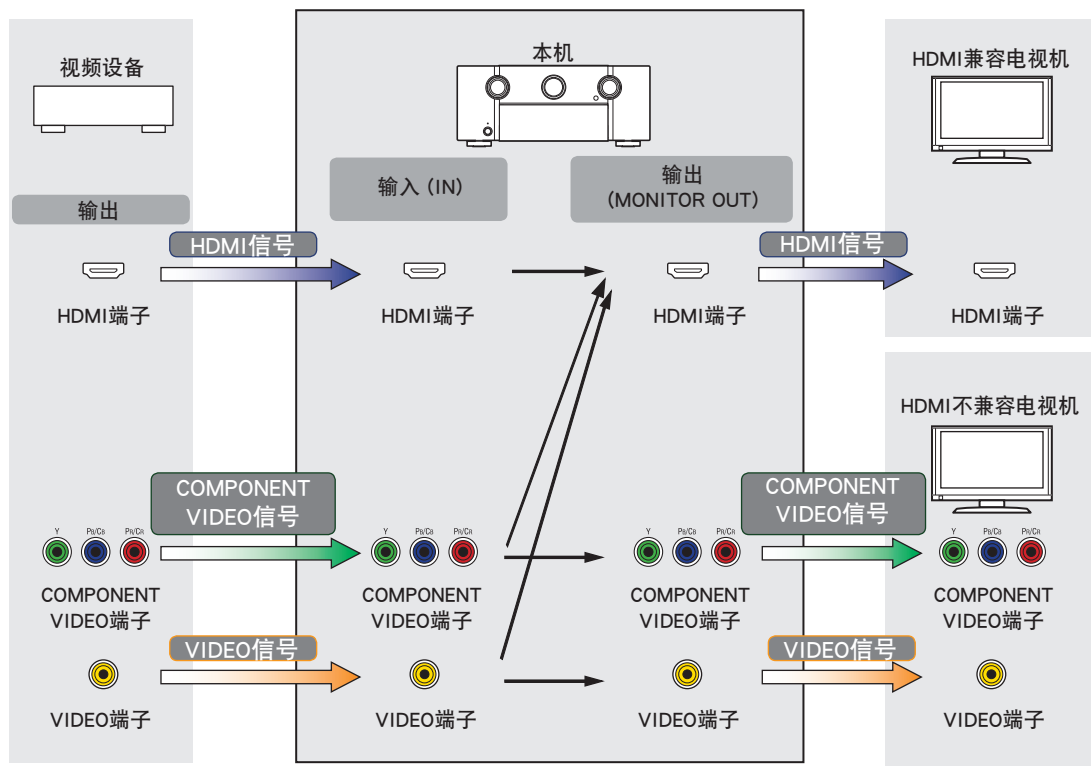 视频设备
本机
HDMI兼容电视机
输入 (IN)
输出
(MONITOR OUT)
输出
HDMI信号
HDMI信号
HDMI端子
HDMI端子
HDMI端子
HDMI端子
HDMI不兼容电视机
COMPONENT
VIDEO信号
COMPONENT
VIDEO信号
Y PB/CB PR/CR
Y PB/CB PR/CR
Y PB/CB PR/CR
Y PB/CB PR/CR
COMPONENT
VIDEO端子
COMPONENT
VIDEO端子
COMPONENT
VIDEO端子
COMPONENT
VIDEO端子
VIDEO信号
VIDEO信号
VIDEO端子
VIDEO端子
VIDEO端子
VIDEO端子